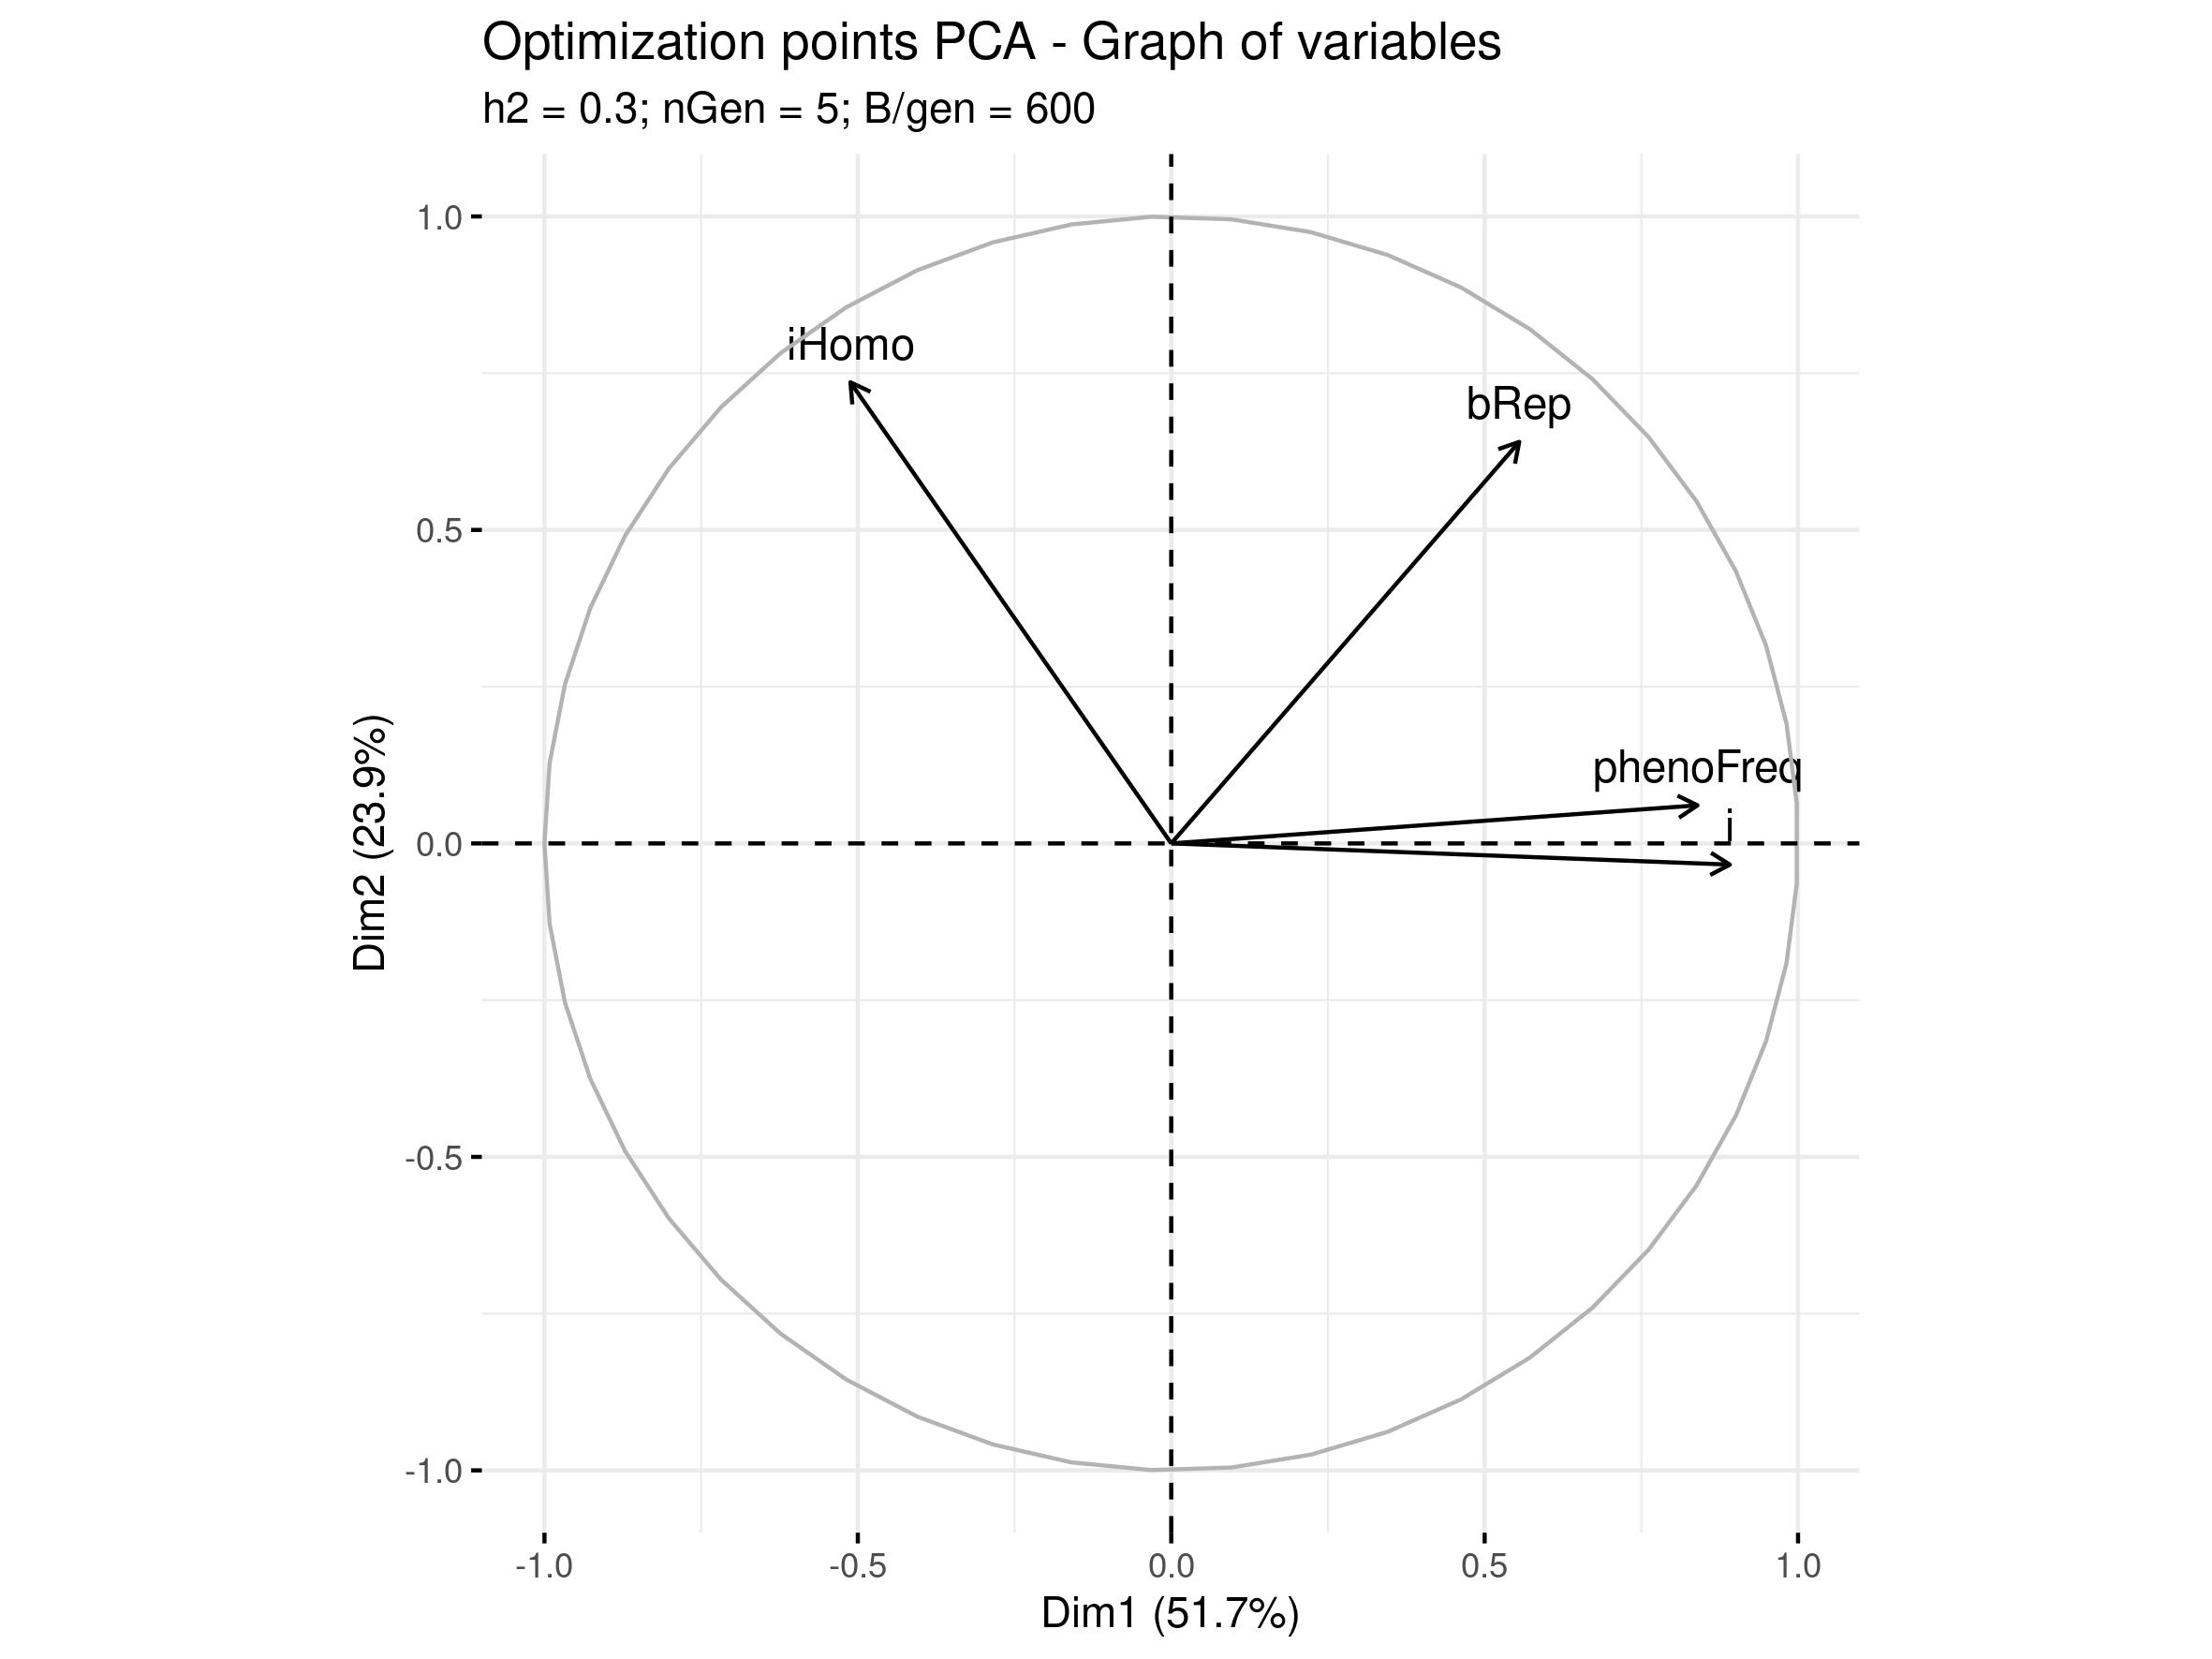 Optimization points PCA - Graph of variables
h2 = 0.3; nGen = 5; B/gen = 600
1.0
0.5
0.0
-0.5
-1.0
Dim2 (23.9%)
iHomo
bRep
phenoFreq
i
-1.0
-0.5
0.0
0.5
1.0
Dim1 (51.7%)